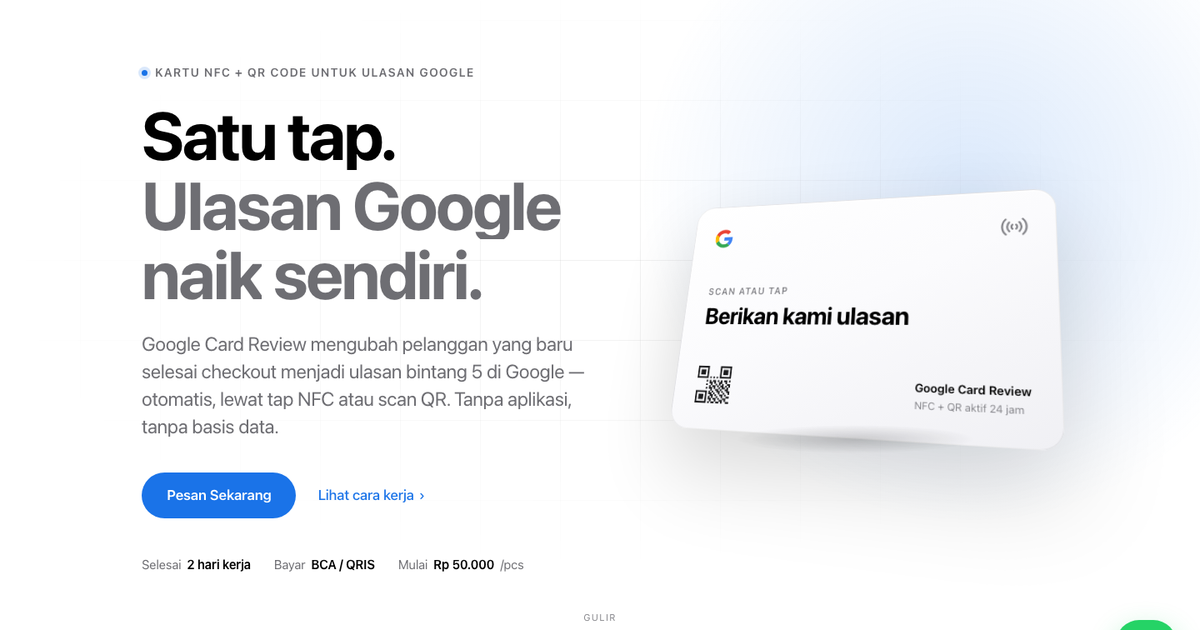 KARTU NFC + QR CODE UNTUK ULASAN GOOGLE
Satu tap.
Ulasan Google
naik sendiri.
Google Card Review mengubah pelanggan yang baru
selesai checkout menjadi ulasan bintang 5 di Google —
otomatis, lewat tap NFC atau scan QR. Tanpa aplikasi,
tanpa basis data.
Pesan Sekarang
Lihat cara kerja ›
Selesai 2 hari kerja
Bayar BCA / QRIS
Mulai Rp 50.000 /pcs
G
SCAN ATAU TAP
Berikan kami ulasan
Google Card Review
NFC + QR aktif 24 jam
GULIR